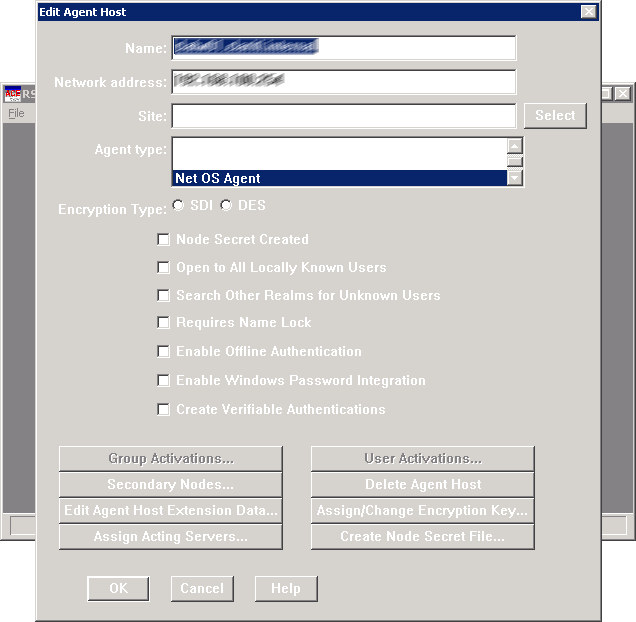 Edit Agent Host
Name:
Network address:
Site:
Select
Agent type:
Net OS Agent
Encryption Type: SDI DES
Node Secret Created
Open to All Locally Known Users
Search Other Realms for Unknown Users
Requires Name Lock
Enable Offline Authentication
Enable Windows Password Integration
Create Verifiable Authentications
Group Activations... User Activations...
Secondary Nodes... Delete Agent Host
Edit Agent Host Extension Data... Assign/Change Encryption Key...
Assign Acting Servers... Create Node Secret File...
OK Cancel Help
ACE RS
File